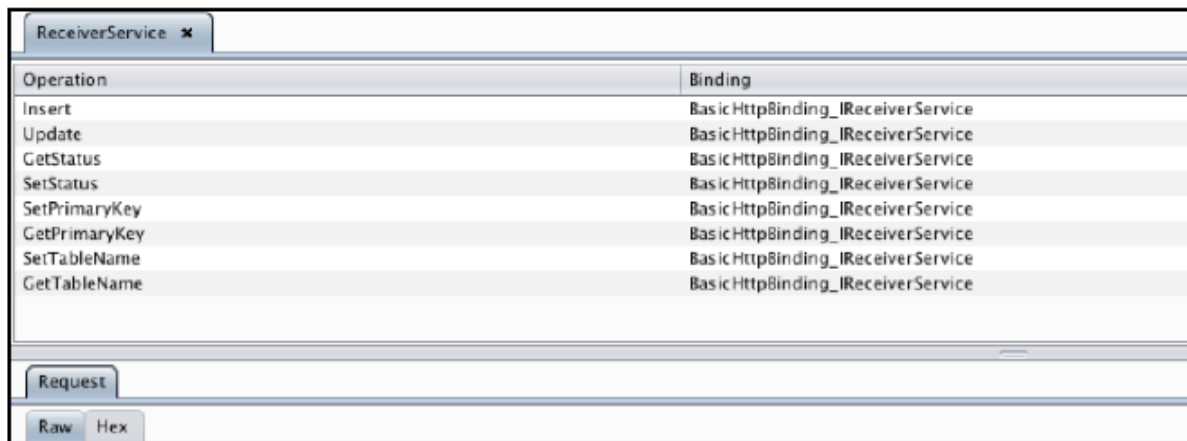 ReceiverService ✖
Operation Binding
Insert BasicHttpBinding_IReceiverService
Update BasicHttpBinding_IReceiverService
GetStatus BasicHttpBinding_IReceiverService
SetStatus BasicHttpBinding_IReceiverService
SetPrimaryKey BasicHttpBinding_IReceiverService
GetPrimaryKey BasicHttpBinding_IReceiverService
SetTableName BasicHttpBinding_IReceiverService
GetTableName BasicHttpBinding_IReceiverService
Request
Raw Hex